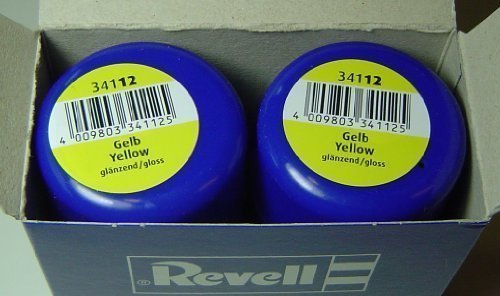 34112
4 009803 341125
Gelb
Yellow
glänzend/gloss
34112
4 009803 341125
Gelb
Yellow
glänzend/gloss
Revell